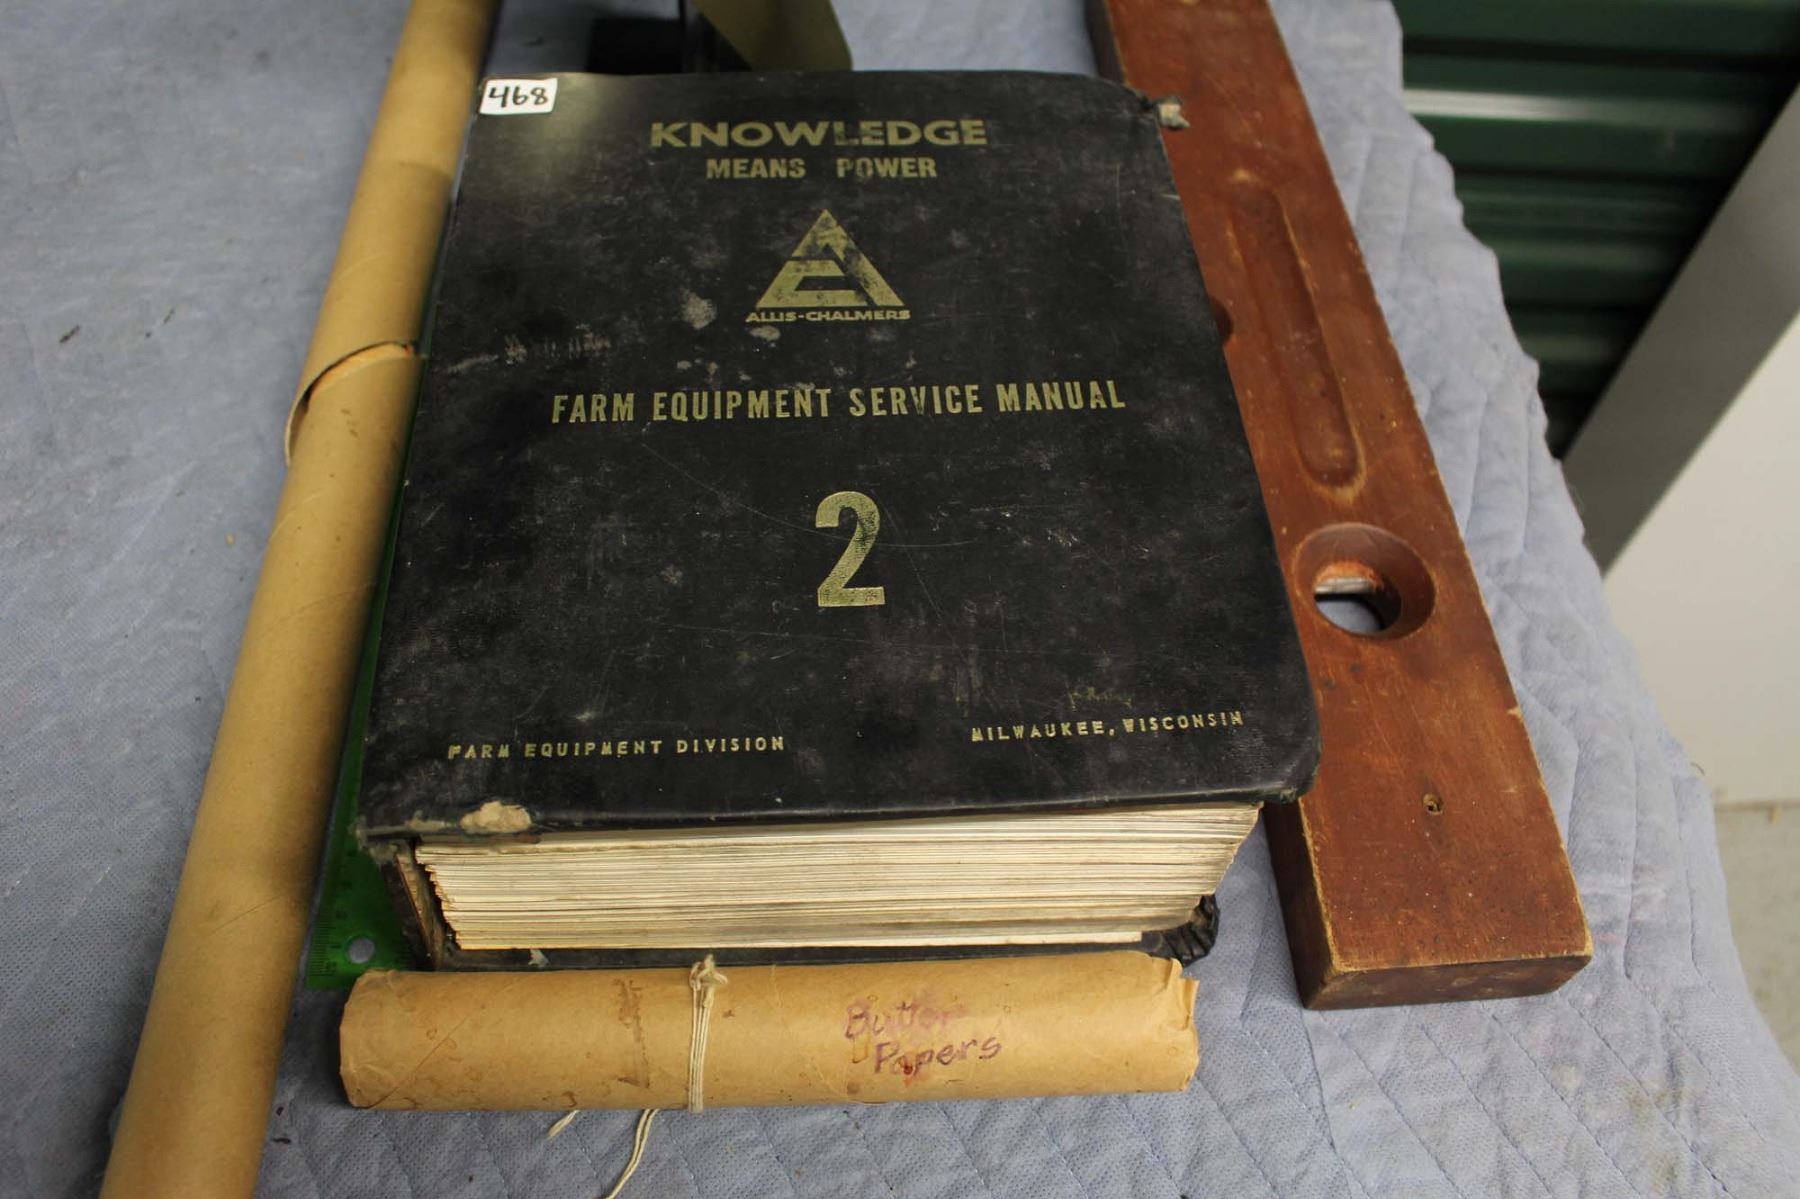 468
KNOWLEDGE
MEANS POWER
ALLIS-CHALMERS
FARM EQUIPMENT SERVICE MANUAL
2
FARM EQUIPMENT DIVISION
MILWAUKEE, WISCONSIN
Butter
Papers